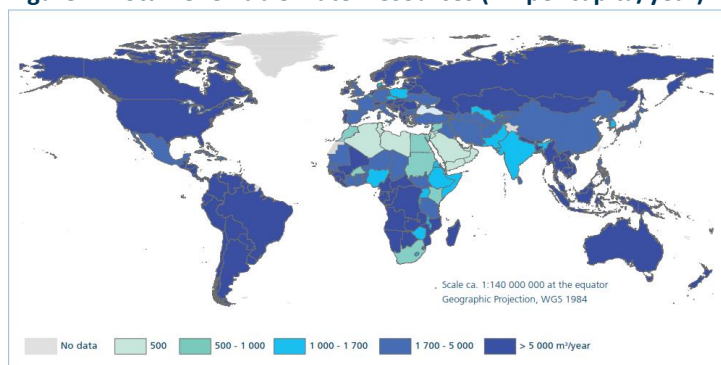 Scale ca. 1:140 000 000 at the equator
Geographic Projection, WGS 1984
No data
500
500 - 1 000
1 000 - 1 700
1 700 - 5 000
> 5 000 m³/year